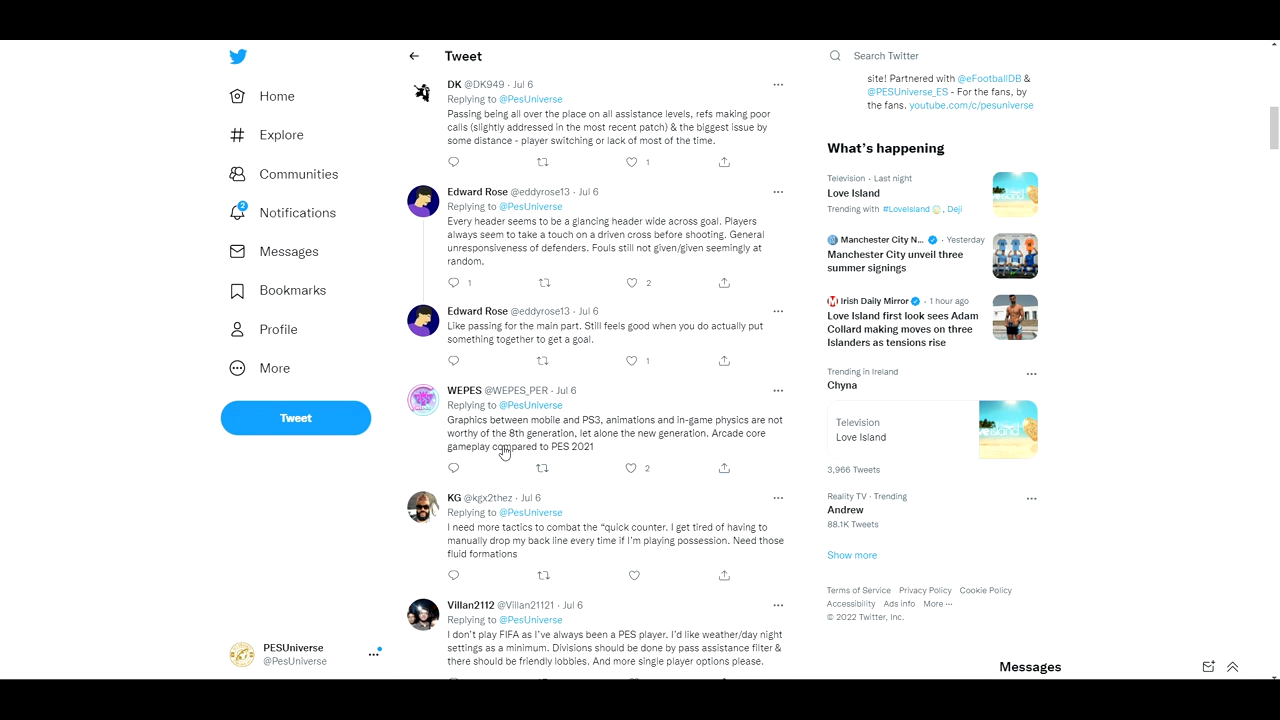 Home
Explore
Communities
2
Notifications
Messages
Bookmarks
Profile
More
Tweet
PESUniverse
@PesUniverse
Tweet
DK @DK949 · Jul 6
Replying to @PesUniverse
Passing being all over the place on all assistance levels, refs making poor
calls (slightly addressed in the most recent patch) & the biggest issue by
some distance - player switching or lack of most of the time.
1
Edward Rose @eddyrose13 · Jul 6
Replying to @PesUniverse
Every header seems to be a glancing header wide across goal. Players
always seem to take a touch on a driven cross before shooting. General
unresponsiveness of defenders. Fouls still not given/given seemingly at
random.
1 2
Edward Rose @eddyrose13 · Jul 6
Like passing for the main part. Still feels good when you do actually put
something together to get a goal.
1
WEPES @WEPES_PER · Jul 6
Replying to @PesUniverse
Graphics between mobile and PS3, animations and in-game physics are not
worthy of the 8th generation, let alone the new generation. Arcade core
gameplay compared to PES 2021
2
KG @kgx2thez · Jul 6
Replying to @PesUniverse
I need more tactics to combat the “quick counter. I get tired of having to
manually drop my back line every time if I’m playing possession. Need those
fluid formations
Villan2112 @Villan21121 · Jul 6
Replying to @PesUniverse
I don’t play FIFA as I’ve always been a PES player. I’d like weather/day night
settings as a minimum. Divisions should be done by pass assistance filter &
there should be friendly lobbies. And more single player options please.
Search Twitter
site! Partnered with @eFootballDB &
@PESUniverse_ES - For the fans, by
the fans. youtube.com/c/pesuniverse
What’s happening
Television · Last night
Love Island
Trending with #LoveIsland, Deji
Manchester City N... · Yesterday
Manchester City unveil three
summer signings
Irish Daily Mirror · 1 hour ago
Love Island first look sees Adam
Collard making moves on three
Islanders as tensions rise
Trending in Ireland
Chyna
Television
Love Island
3,966 Tweets
Reality TV · Trending
Andrew
88.1K Tweets
Show more
Terms of Service Privacy Policy Cookie Policy
Accessibility Ads info More ···
© 2022 Twitter, Inc.
Messages